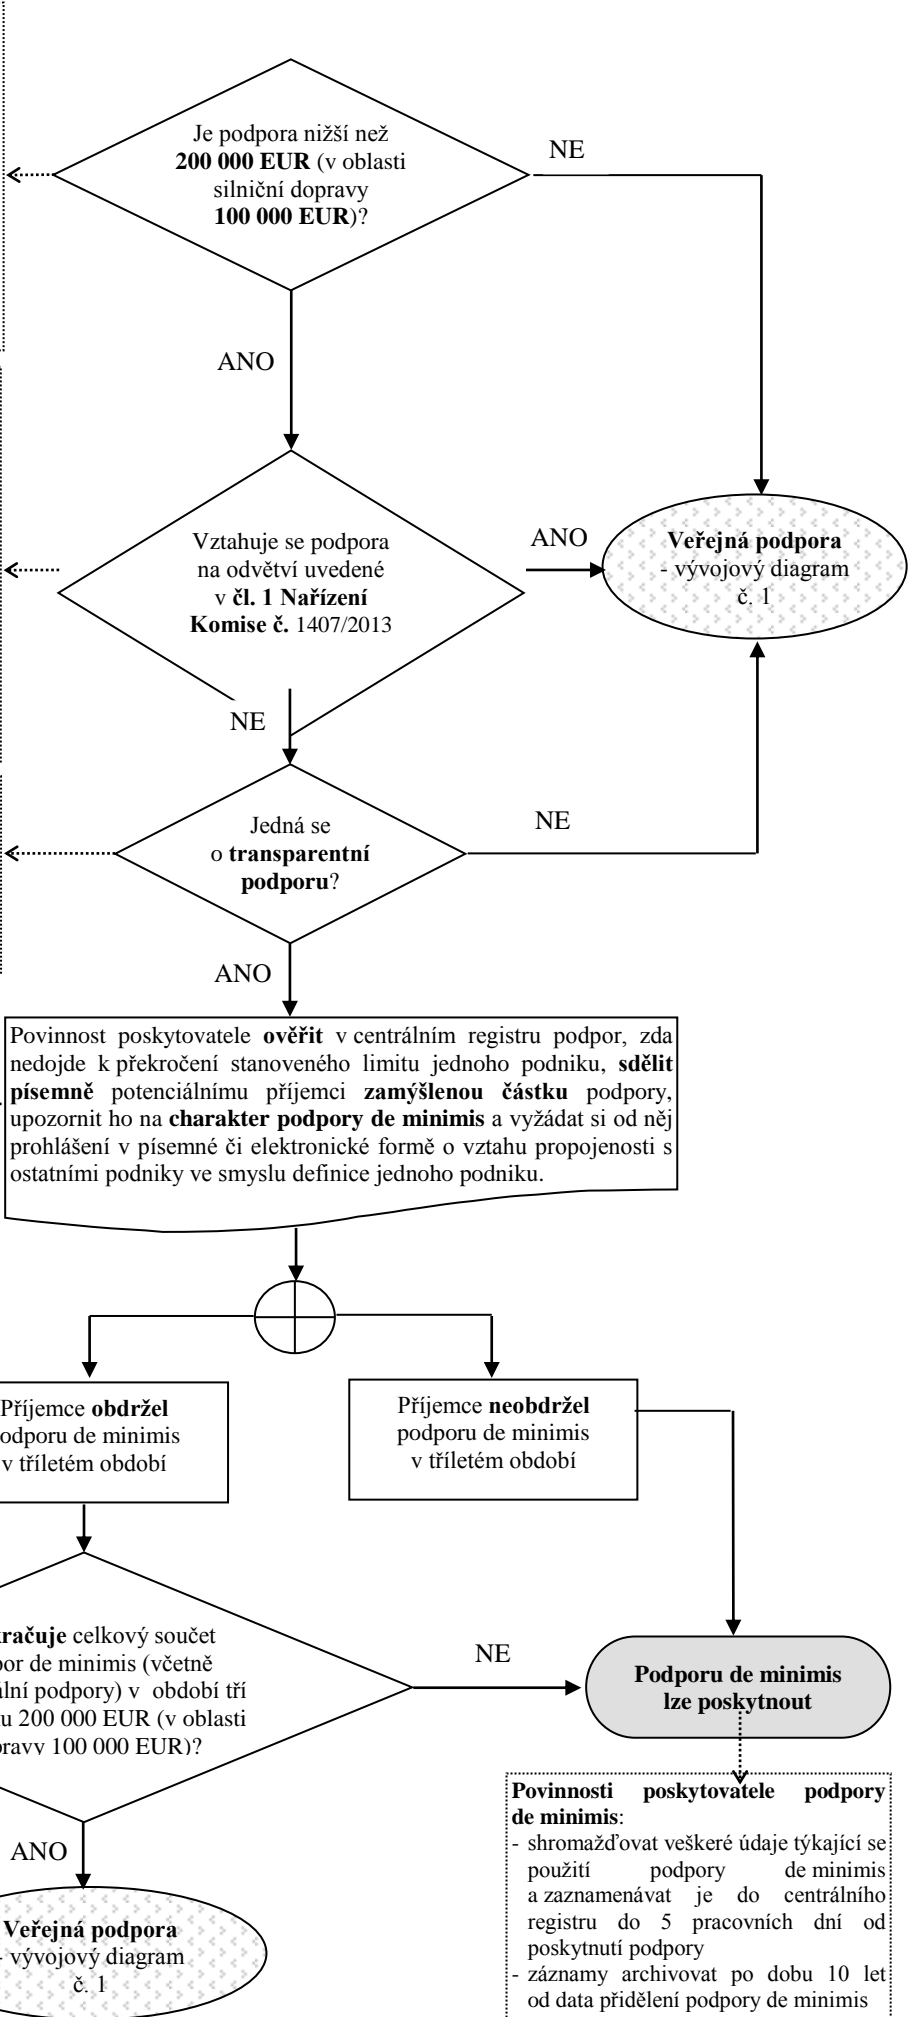 Je podpora nižší než
200 000 EUR (v oblasti
silniční dopravy
100 000 EUR)?
NE
ANO
Vztahuje se podpora
na odvětví uvedené
v čl. 1 Nařízení
Komise č. 1407/2013
ANO
Veřejná podpora
- vývojový diagram
č. 1
NE
Jedná se
o transparentní
podporu?
NE
ANO
Povinnost poskytovatele ověřit v centrálním registru podpor, zda
nedojde k překročení stanoveného limitu jednoho podniku, sdělit
písemně potenciálnímu příjemci zamýšlenou částku podpory,
upozornit ho na charakter podpory de minimis a vyžádat si od něj
prohlášení v písemné či elektronické formě o vztahu propojenosti s
ostatními podniky ve smyslu definice jednoho podniku.
Příjemce obdržel
odporu de minimis
v tříletém období
Příjemce neobdržel
podporu de minimis
v tříletém období
račuje celkový součet
por de minimis (včetně
ální podpory) v období tří
u 200 000 EUR (v oblasti
pravy 100 000 EUR)?
NE
Podporu de minimis
lze poskytnout
ANO
Veřejná podpora
- vývojový diagram
č. 1
Povinnosti poskytovatele podpory
de minimis:
- shromažďovat veškeré údaje týkající se
použití podpory de minimis
a zaznamenávat je do centrálního
registru do 5 pracovních dní od
poskytnutí podpory
- záznamy archivovat po dobu 10 let
od data přidělení podpory de minimis